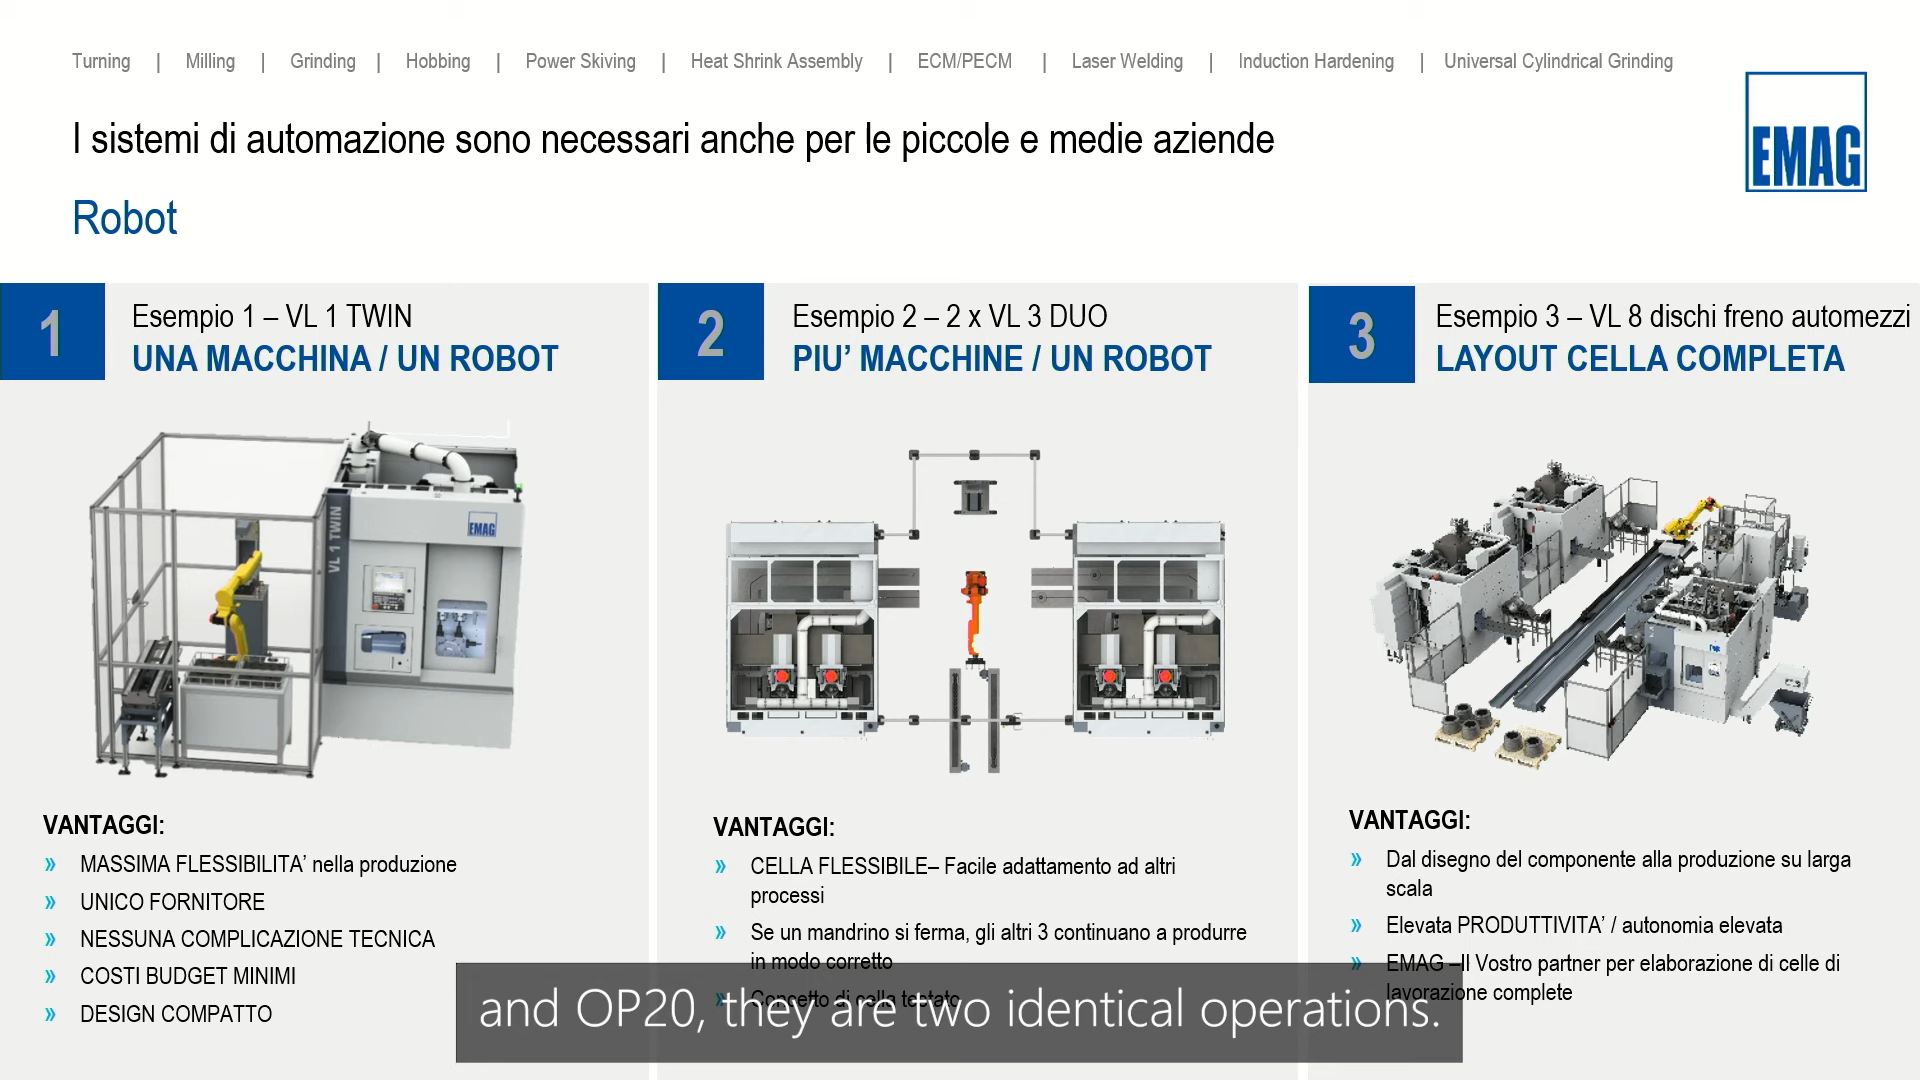 Turning | Milling | Grinding | Hobbing | Power Skiving | Heat Shrink Assembly | ECM/PECM | Laser Welding | Induction Hardening | Universal Cylindrical Grinding
EMAG
I sistemi di automazione sono necessari anche per le piccole e medie aziende
Robot
1
Esempio 1 – VL 1 TWIN
UNA MACCHINA / UN ROBOT
VL 1 TWIN
EMAG
VANTAGGI:
» MASSIMA FLESSIBILITA’ nella produzione
» UNICO FORNITORE
» NESSUNA COMPLICAZIONE TECNICA
» COSTI BUDGET MINIMI
» DESIGN COMPATTO
2
Esempio 2 – 2 x VL 3 DUO
PIU’ MACCHINE / UN ROBOT
VANTAGGI:
» CELLA FLESSIBILE– Facile adattamento ad altri
processi
» Se un mandrino si ferma, gli altri 3 continuano a produrre
in modo corretto
» Concetto di cella testato
3
Esempio 3 – VL 8 dischi freno automezzi
LAYOUT CELLA COMPLETA
VANTAGGI:
» Dal disegno del componente alla produzione su larga
scala
» Elevata PRODUTTIVITA’ / autonomia elevata
» EMAG –Il Vostro partner per elaborazione di celle di
lavorazione complete
and OP20, they are two identical operations.